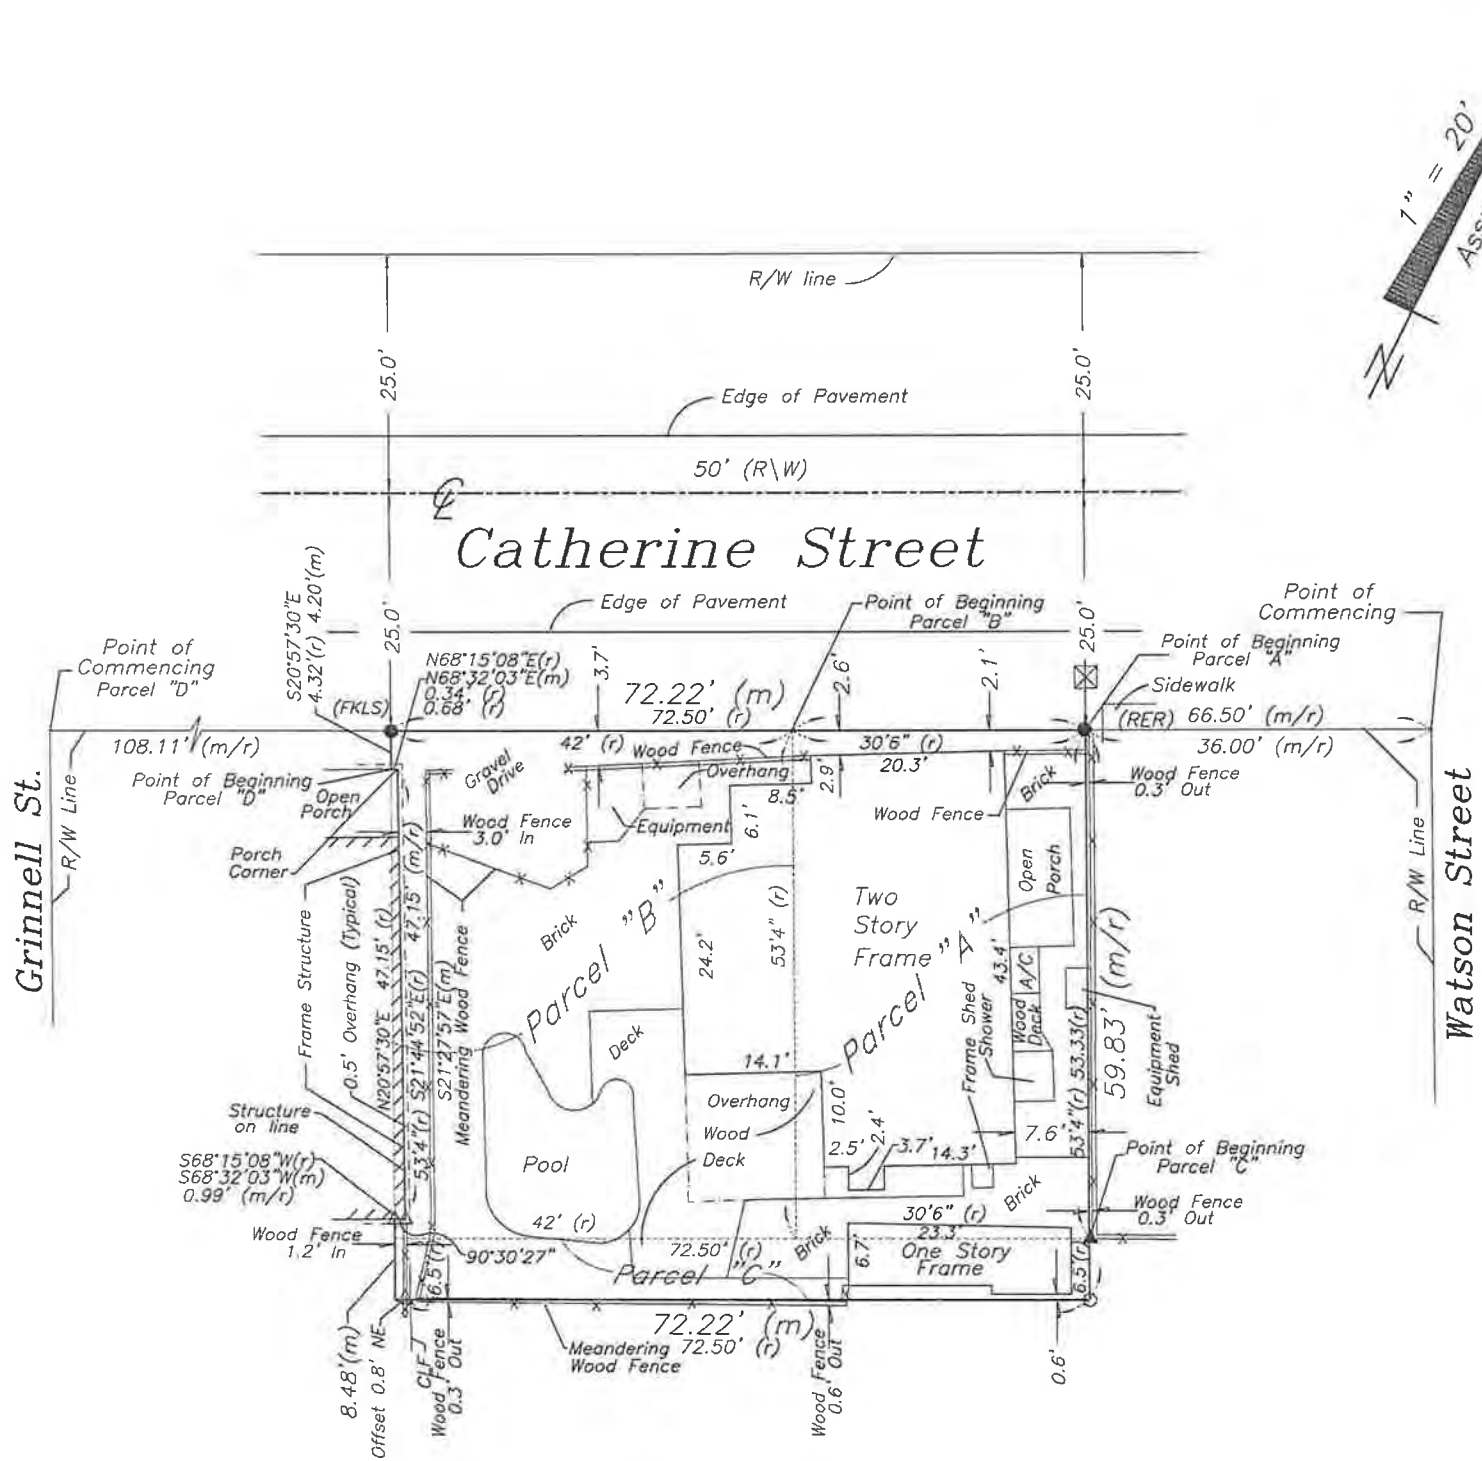 1" = 20'
R/W line
25.0'
25.0'
Edge of Pavement
50' (R\W)
Catherine Street
Edge of Pavement
Point of Beginning
Parcel "B"
Point of
Commencing
25.0'
25.0'
Point of
Commencing
Parcel "D"
S20°57'30"E
4.32'(r) 4.20'(m)
N68°15'08"E(r)
N68°32'03"E(m)
0.34' (r)
0.68' (r)
3.7'
72.22' (m)
72.50' (r)
2.6'
2.1'
Point of Beginning
Parcel "A"
Sidewalk
(FKLS)
(RER)
66.50' (m/r)
36.00' (m/r)
108.11' (m/r)
42' (r)
Wood Fence
30'6" (r)
20.3'
Point of Beginning
Parcel "D"
Open
Porch
Gravel
Drive
Overhang
8.5'
2.9'
Brick
Wood Fence
0.3' Out
Grinnell St.
R/W Line
Wood Fence
3.0' In
Equipment
6.1'
Wood Fence
Porch
Corner
5.6'
Open
Porch
R/W Line
Watson Street
Frame Structure
0.5' Overhang (Typical)
N20°57'30"E 47.15' (r)
47.15' (m/r)
53'4"(r) S21°44'52"E(r)
S21°27'57"E(m)
Meandering Wood Fence
Brick
Parcel "B"
24.2'
53'4" (r)
Two
Story
Frame
Parcel "A"
43.4'
A/C
Wood
Deck
Frame Shed
Shower
53'4"(r) 53.33(r)
59.83' (m/r)
Equipment
Shed
Deck
14.1'
Overhang
Wood
Deck
10.0'
2.5'
2.4'
3.7'
14.3'
7.6'
Structure
on line
S68°15'08"W(r)
S68°32'03"W(m)
0.99' (m/r)
Pool
Point of Beginning
Parcel "C"
Brick
Wood Fence
0.3' Out
Wood Fence
1.2' In
90°30'27"
42' (r)
72.50' (r)
Brick
30'6" (r)
23.3'
One Story
Frame
6.7'
6.5'(r)
6.5'(r)
Parcel "C"
72.22' (m)
72.50' (r)
Meandering
Wood Fence
8.48'(m)
Offset 0.8' NE
CLF
Wood Fence
0.3' Out
Wood Fence
0.6' Out
0.6'